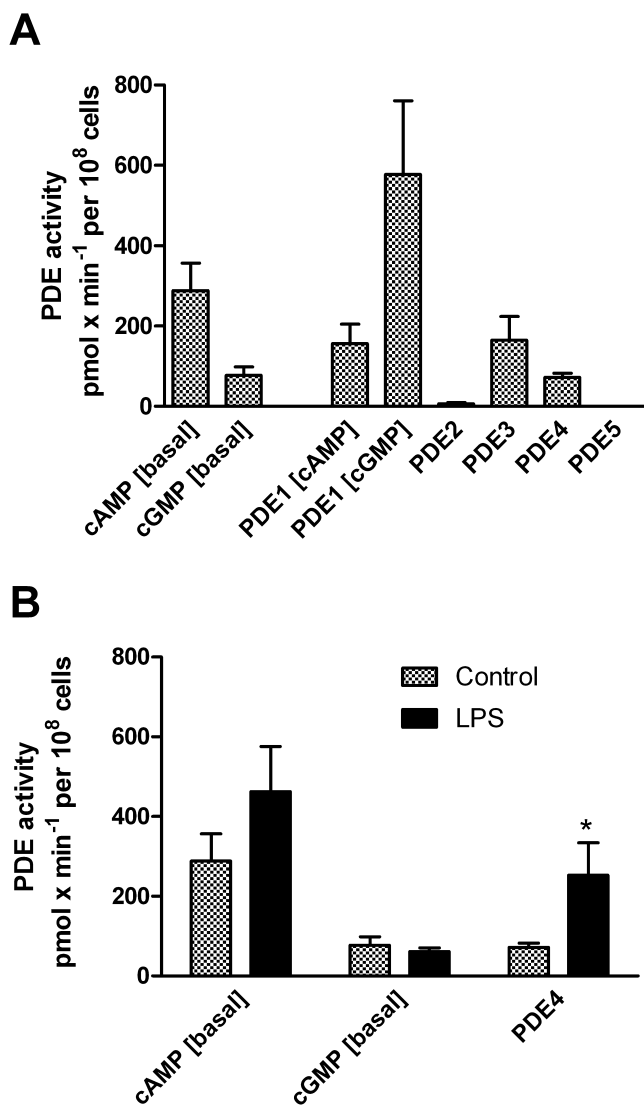 A
PDE activity
pmol x min⁻¹ per 10⁸ cells
800
600
400
200
0
cAMP [basal]
cGMP [basal]
PDE1 [cAMP]
PDE1 [cGMP]
PDE2
PDE3
PDE4
PDE5
B
PDE activity
pmol x min⁻¹ per 10⁸ cells
800
600
400
200
0
Control
LPS
*
cAMP [basal]
cGMP [basal]
PDE4